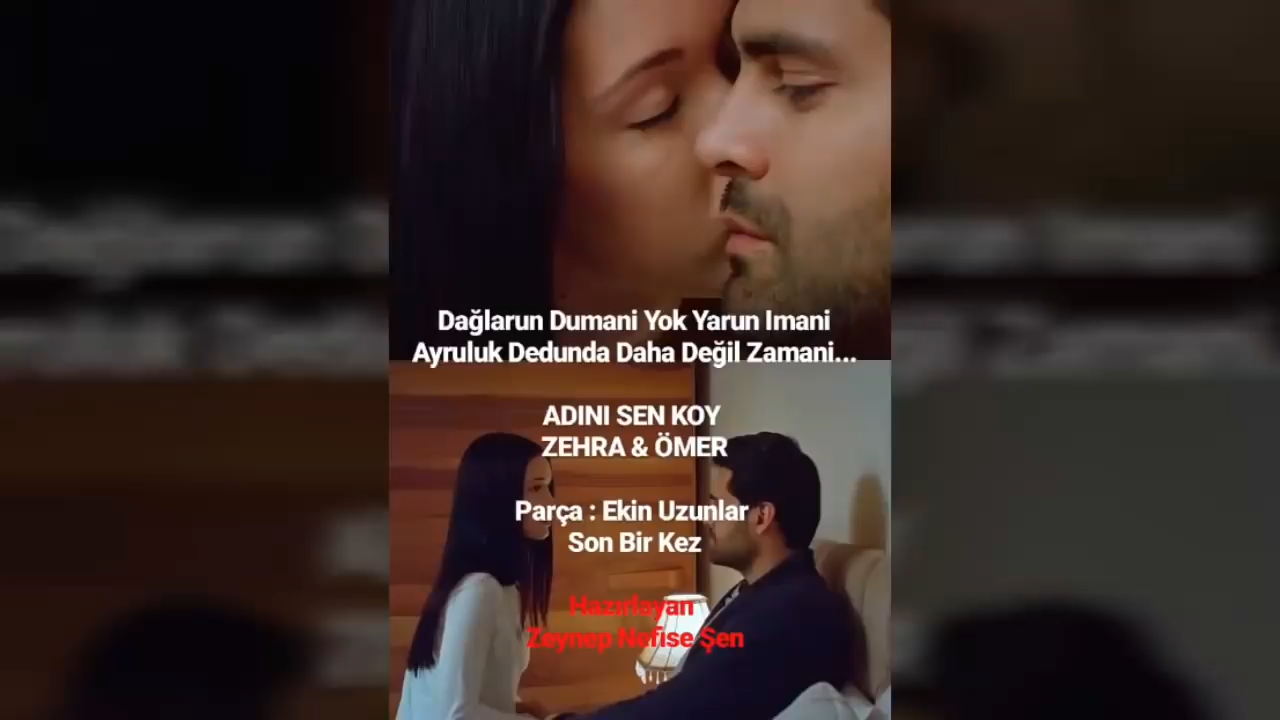 Dağlarun Dumani Yok Yarun Imani
Ayruluk Dedunda Daha Değil Zamani...
ADINI SEN KOY
ZEHRA & ÖMER
Parça : Ekin Uzunlar
Son Bir Kez
Hazırlayan
Zeynep Nefise Şen